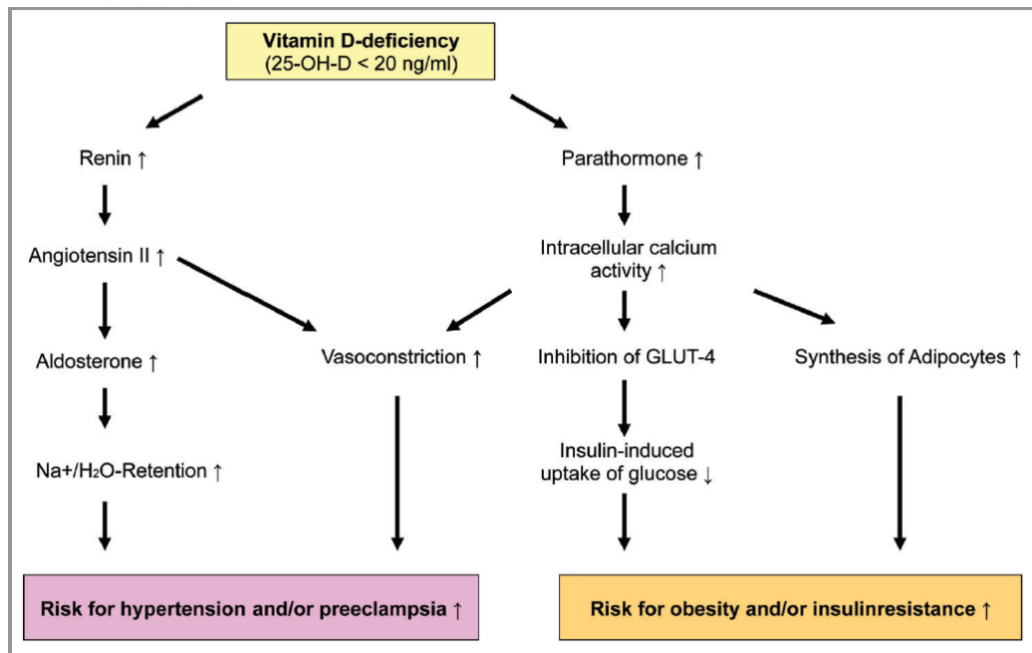 Vitamin D-deficiency
(25-OH-D < 20 ng/ml)
Renin ↑
Parathormone ↑
Angiotensin II ↑
Intracellular calcium
activity ↑
Aldosterone ↑
Vasoconstriction ↑
Inhibition of GLUT-4
Synthesis of Adipocytes ↑
Na+/H₂O-Retention ↑
Insulin-induced
uptake of glucose ↓
Risk for hypertension and/or preeclampsia ↑
Risk for obesity and/or insulinresistance ↑